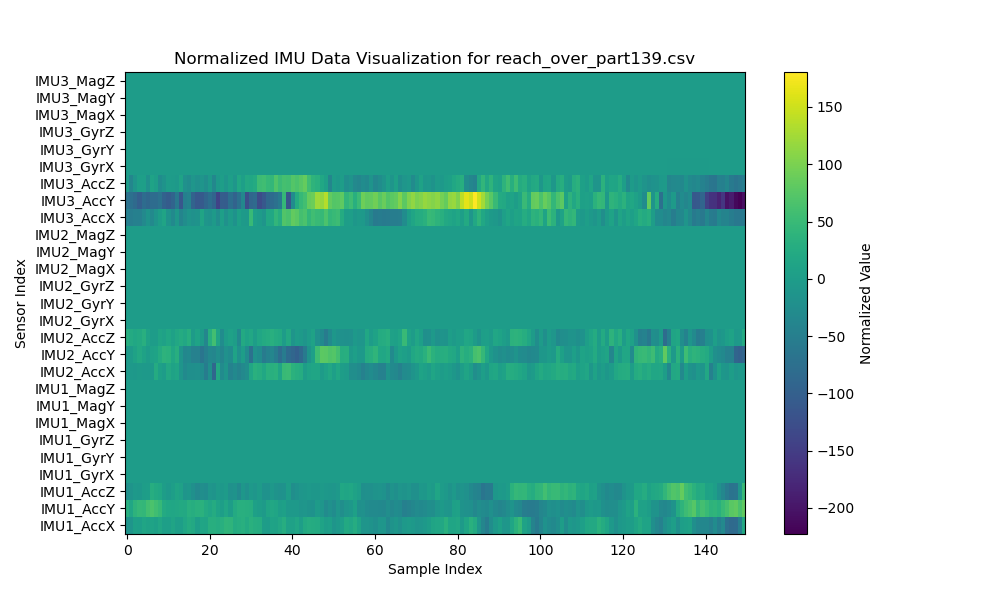 Normalized IMU Data Visualization for reach_over_part139.csv
Sensor Index
IMU3_MagZ
IMU3_MagY
IMU3_MagX
IMU3_GyrZ
IMU3_GyrY
IMU3_GyrX
IMU3_AccZ
IMU3_AccY
IMU3_AccX
IMU2_MagZ
IMU2_MagY
IMU2_MagX
IMU2_GyrZ
IMU2_GyrY
IMU2_GyrX
IMU2_AccZ
IMU2_AccY
IMU2_AccX
IMU1_MagZ
IMU1_MagY
IMU1_MagX
IMU1_GyrZ
IMU1_GyrY
IMU1_GyrX
IMU1_AccZ
IMU1_AccY
IMU1_AccX
0 20 40 60 80 100 120 140
Sample Index
150
100
50
0
−50
−100
−150
−200
Normalized Value